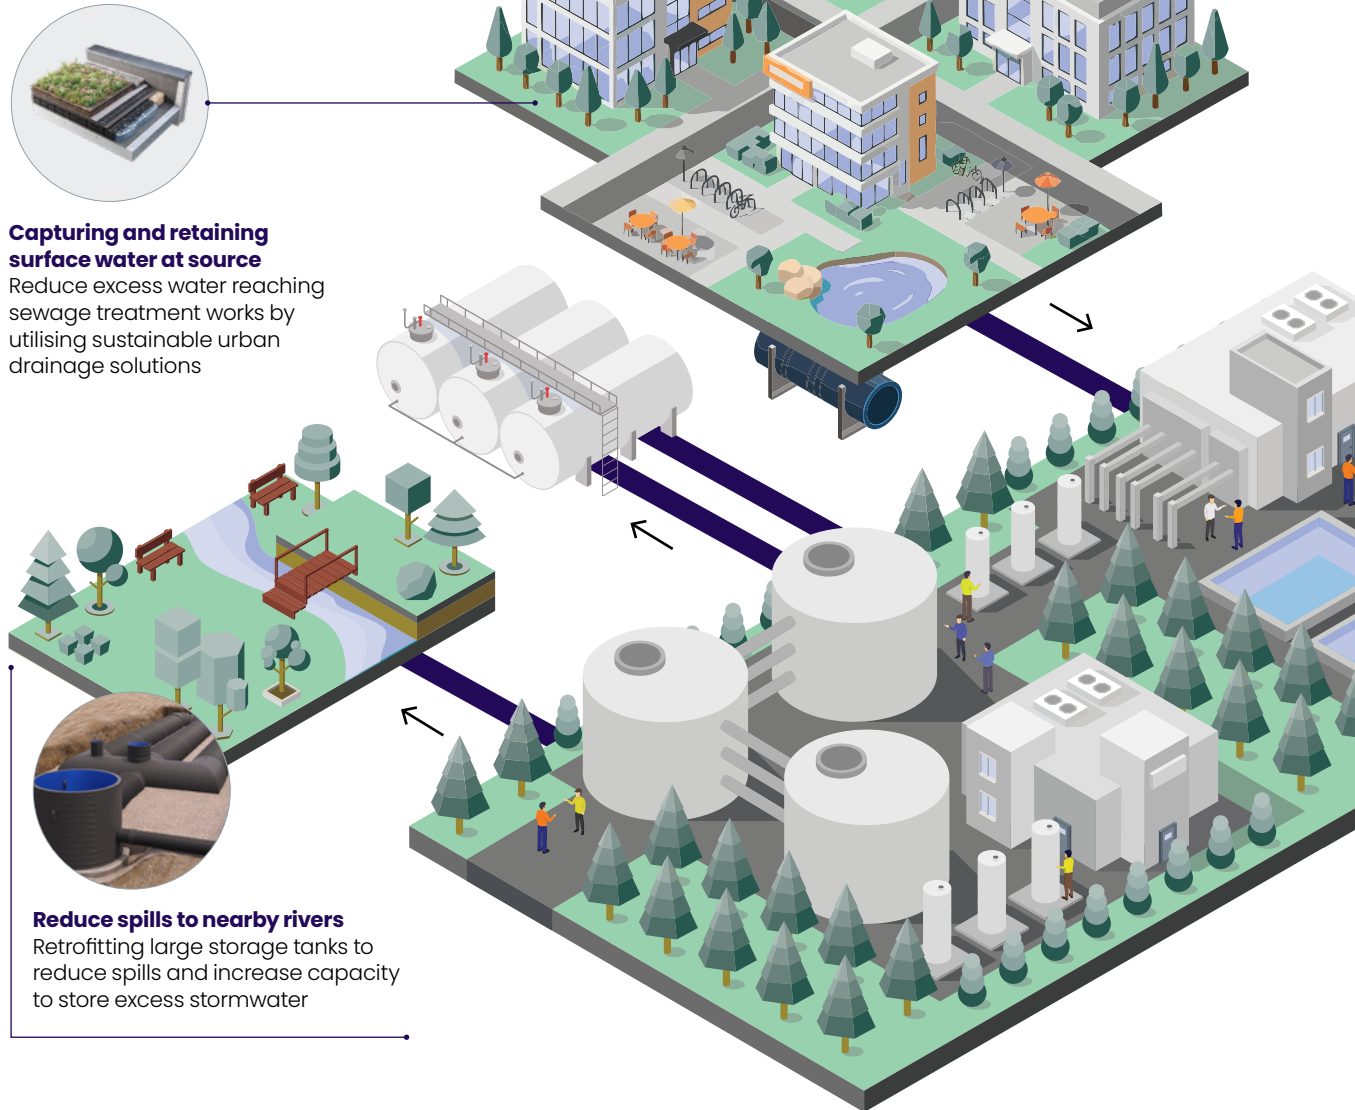 Capturing and retaining
surface water at source
Reduce excess water reaching
sewage treatment works by
utilising sustainable urban
drainage solutions
Reduce spills to nearby rivers
Retrofitting large storage tanks to
reduce spills and increase capacity
to store excess stormwater